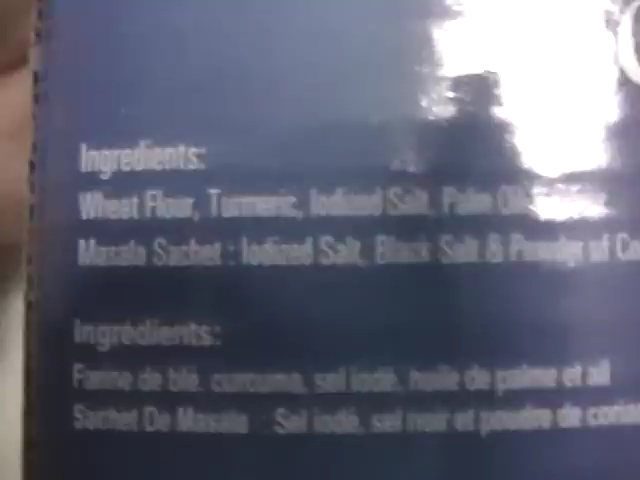 Ingredients:
Wheat Flour, Turmeric, Iodized Salt, Palm Oil
Masala Sachet : Iodized Salt, Black Salt & Powder of
Ingrédients:
Farine de blé, curcuma, sel iodé, huile de palme et ail
Sachet De Masala : Sel iodé, sel noir et poudre de